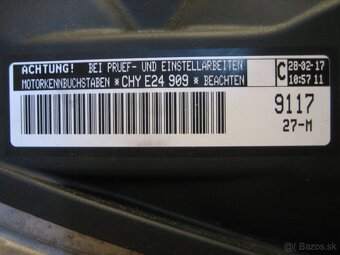 ACHTUNG! BEI PRUEF- UND EINSTELLARBEITEN
MOTORKENNBUCHSTABEN *CHY E24 909* BEACHTEN
C
28-02-17
10:57 11
9117
27-M
Bazos.sk